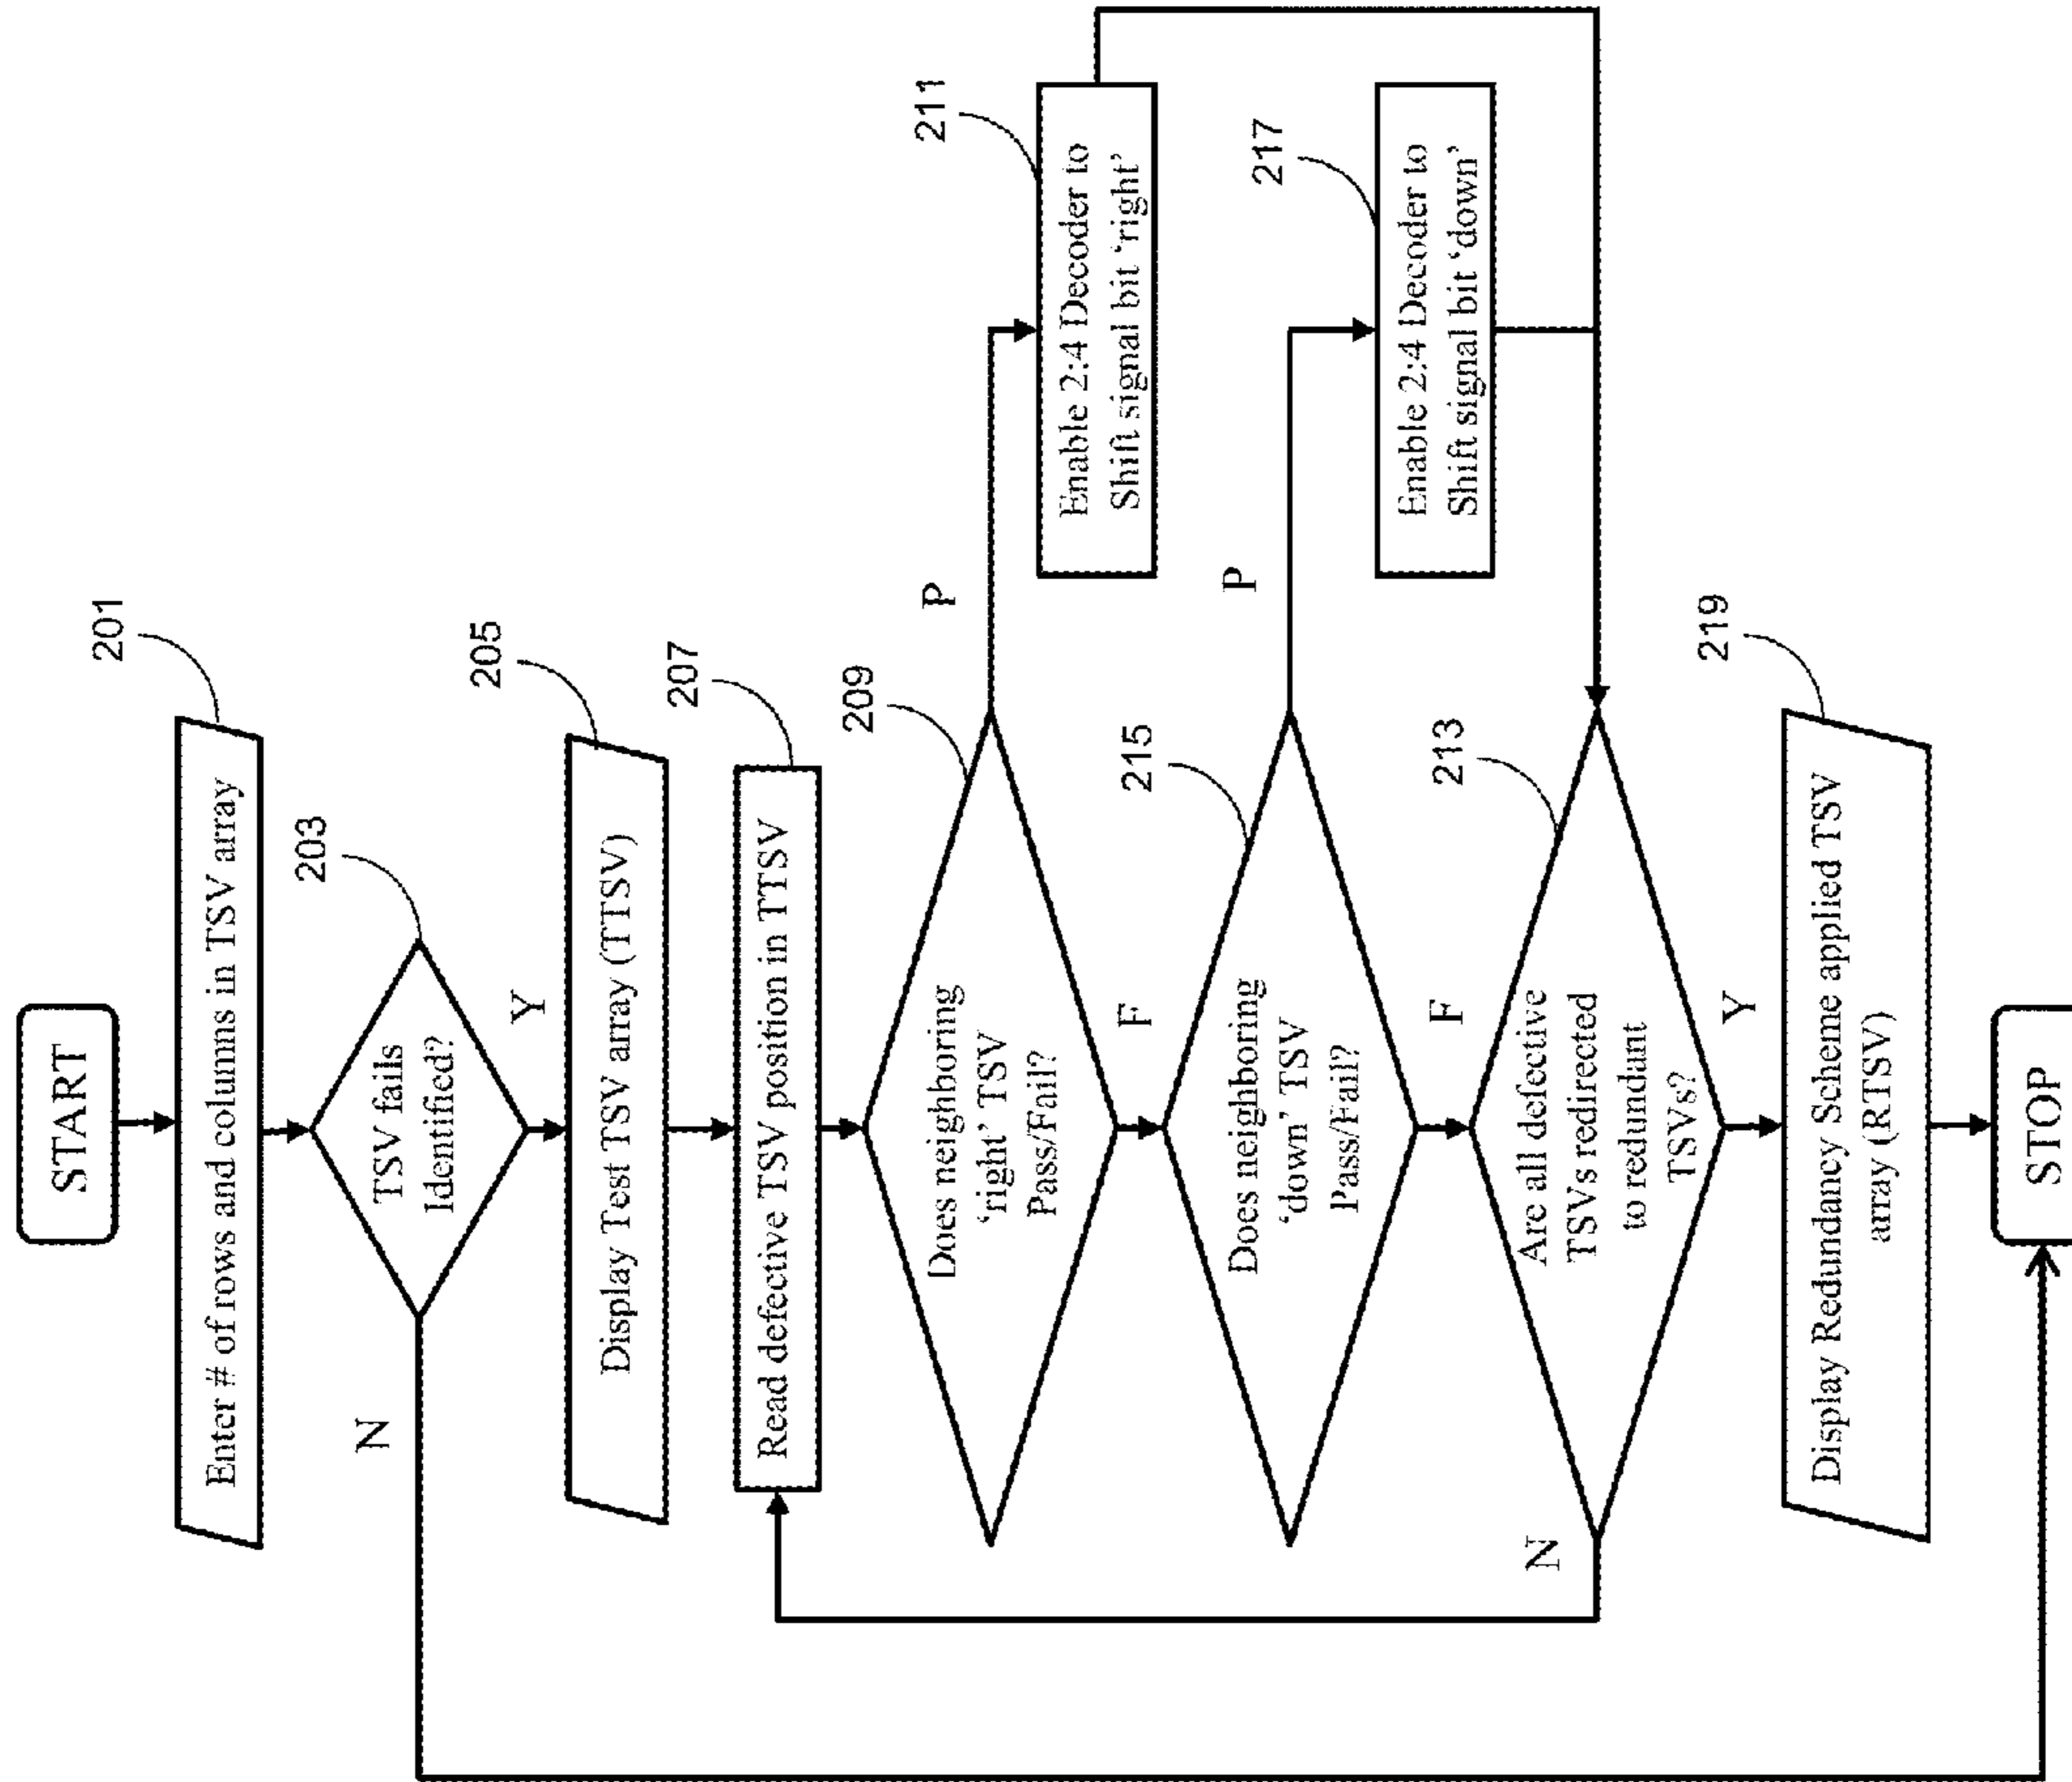 START
201
Enter # of rows and columns in TSV array
203
TSV fails
Identified?
N
Y
205
Display Test TSV array (TTSV)
207
Read defective TSV position in TTSV
209
Does neighboring
‘right’ TSV
Pass/Fail?
P
211
Enable 2:4 Decoder to
Shift signal bit ‘right’
F
215
Does neighboring
‘down’ TSV
Pass/Fail?
P
217
Enable 2:4 Decoder to
Shift signal bit ‘down’
F
213
Are all defective
TSVs redirected
to redundant
TSVs?
N
Y
219
Display Redundancy Scheme applied TSV
array (RTSV)
STOP